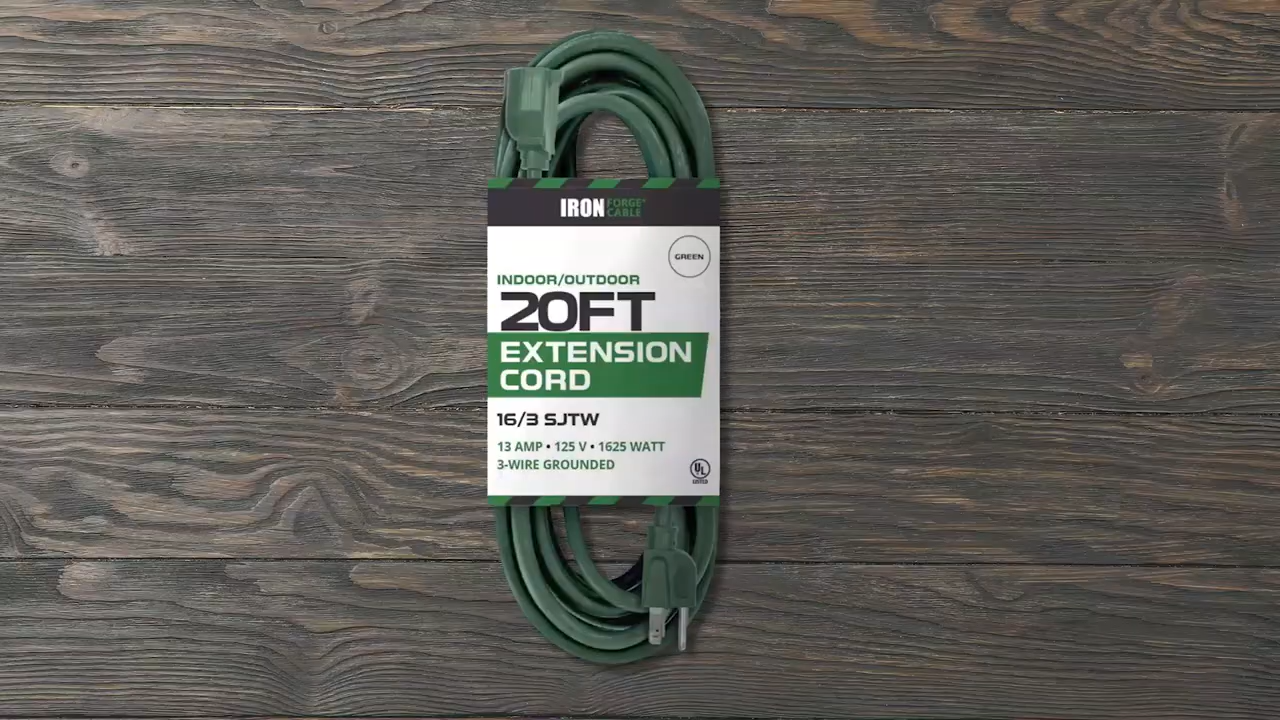 IRON FORGE®
CABLE
GREEN
INDOOR/OUTDOOR
20FT
EXTENSION
CORD
16/3 SJTW
13 AMP • 125 V • 1625 WATT
3-WIRE GROUNDED
UL
LISTED